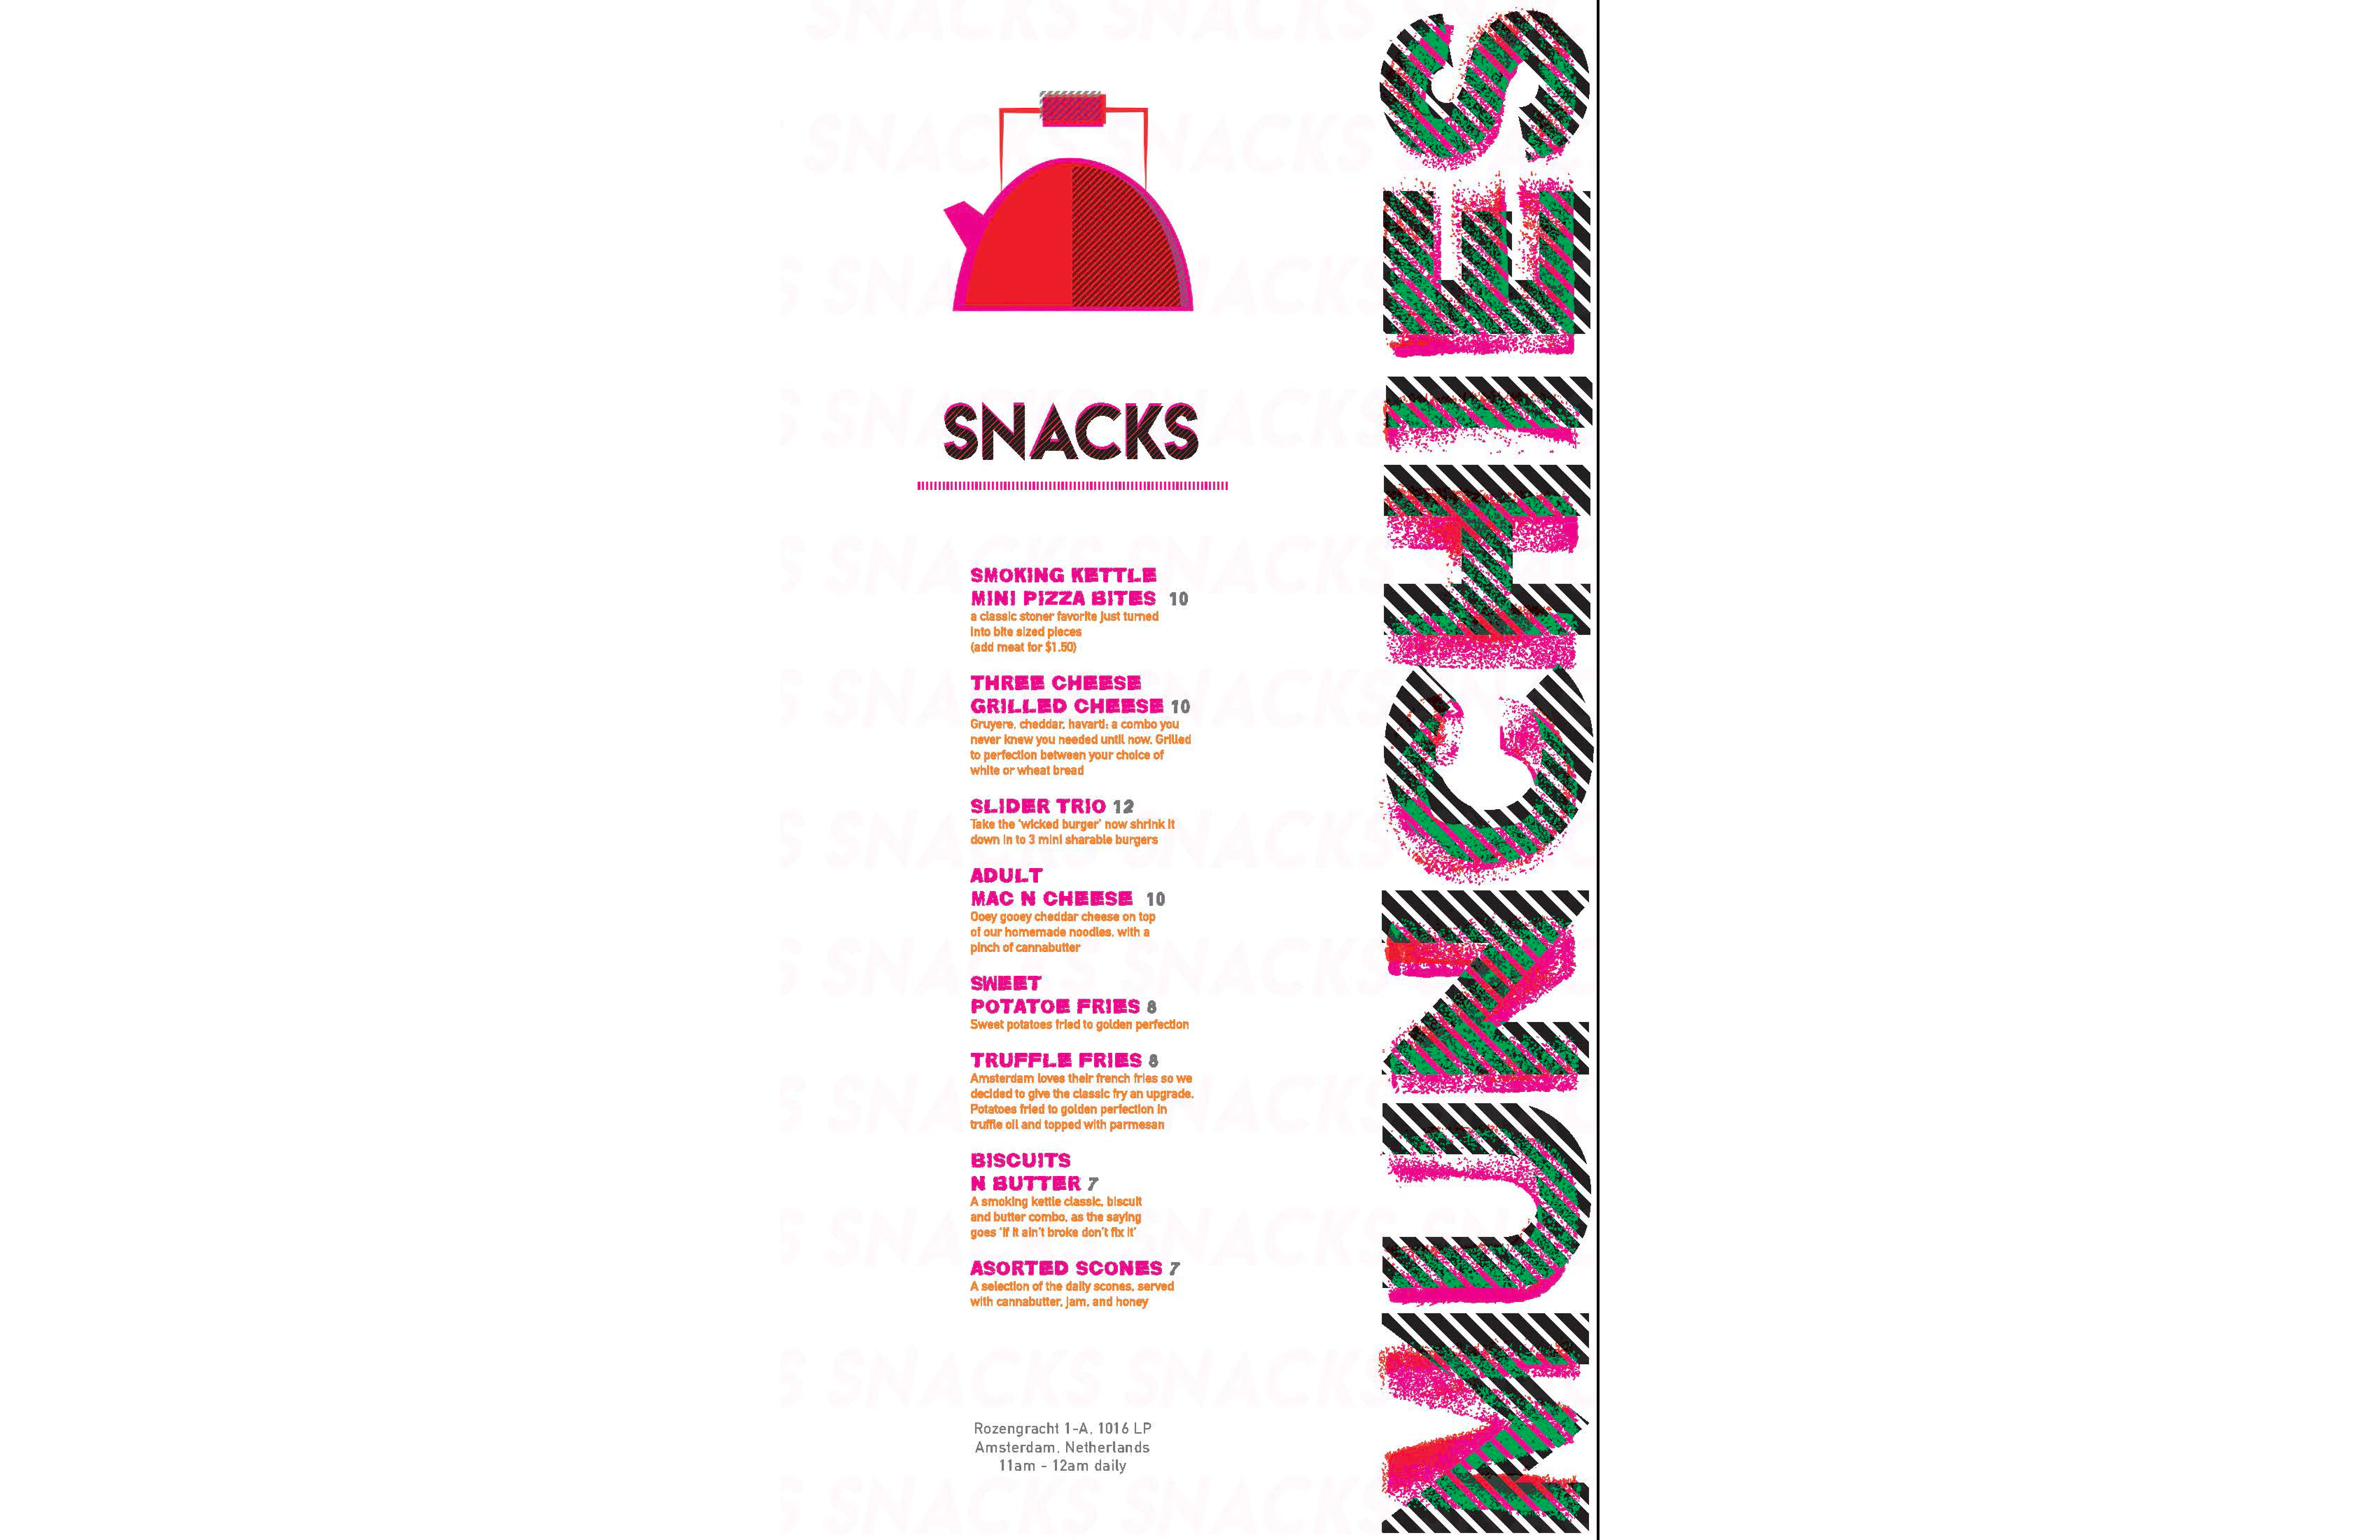 SNACKS
SMOKING KETTLE
MINI PIZZA BITES 10
a classic stoner favorite just turned
into bite sized pieces
(add meat for $1.50)
THREE CHEESE
GRILLED CHEESE 10
Gruyere, cheddar, havarti: a combo you
never knew you needed until now. Grilled
to perfection between your choice of
white or wheat bread
SLIDER TRIO 12
Take the 'wicked burger' now shrink it
down in to 3 mini sharable burgers
ADULT
MAC N CHEESE 10
Ooey gooey cheddar cheese on top
of our homemade noodles, with a
pinch of cannabutter
SWEET
POTATOE FRIES 8
Sweet potatoes fried to golden perfection
TRUFFLE FRIES 8
Amsterdam loves their french fries so we
decided to give the classic fry an upgrade.
Potatoes fried to golden perfection in
truffle oil and topped with parmesan
BISCUITS
N BUTTER 7
A smoking kettle classic, biscuit
and butter combo, as the saying
goes 'if it ain't broke don't fix it'
ASORTED SCONES 7
A selection of the daily scones, served
with cannabutter, jam, and honey
Rozengracht 1-A, 1016 LP
Amsterdam, Netherlands
11am - 12am daily
MUNCHIES